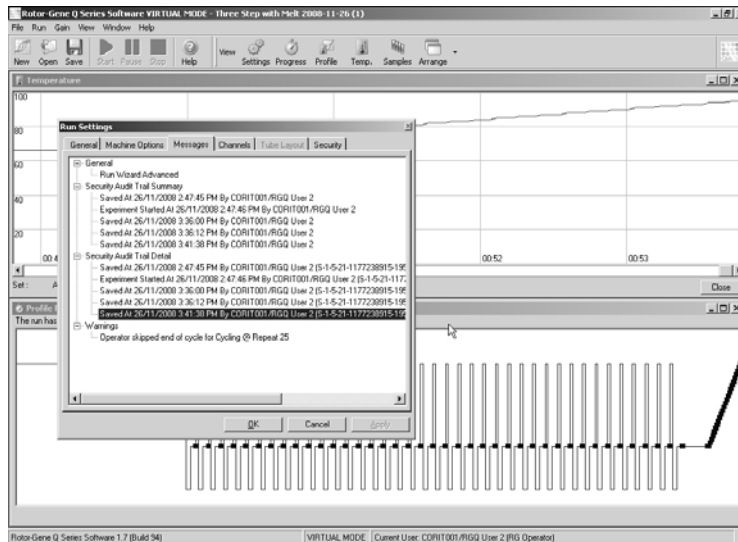 Rotor-Gene Q Series Software VIRTUAL MODE - Three Step with Melt 2008-11-26 (1)
File Run Gain View Window Help
New Open Save Start Pause Stop Help View Settings Progress Profile Temp. Samples Arrange
Temperature
100
80
60
40
20
00:52 00:53
Set :
Close
Run Settings
General Machine Options Messages Channels Tube Layout Security
General
Run Wizard Advanced
Security Audit Trail Summary
Saved At 26/11/2008 2:47:45 PM By CORIT001/RGQ User 2
Experiment Started At 26/11/2008 2:47:46 PM By CORIT001/RGQ User 2
Saved At 26/11/2008 3:36:00 PM By CORIT001/RGQ User 2
Saved At 26/11/2008 3:36:12 PM By CORIT001/RGQ User 2
Saved At 26/11/2008 3:41:38 PM By CORIT001/RGQ User 2
Security Audit Trail Detail
Saved At 26/11/2008 2:47:45 PM By CORIT001/RGQ User 2 (S-1-5-21-1177238915-195
Experiment Started At 26/11/2008 2:47:46 PM By CORIT001/RGQ User 2 (S-1-5-21-117
Saved At 26/11/2008 3:36:00 PM By CORIT001/RGQ User 2 (S-1-5-21-1177238915-195
Saved At 26/11/2008 3:36:12 PM By CORIT001/RGQ User 2 (S-1-5-21-1177238915-195
Saved At 26/11/2008 3:41:38 PM By CORIT001/RGQ User 2 (S-1-5-21-1177238915-195
Warnings
Operator skipped end of cycle for Cycling @ Repeat 25
OK Cancel Apply
Profile
The run has
Rotor-Gene Q Series Software 1.7 (Build 94) VIRTUAL MODE Current User: CORIT001/RGQ User 2 (RG Operator)